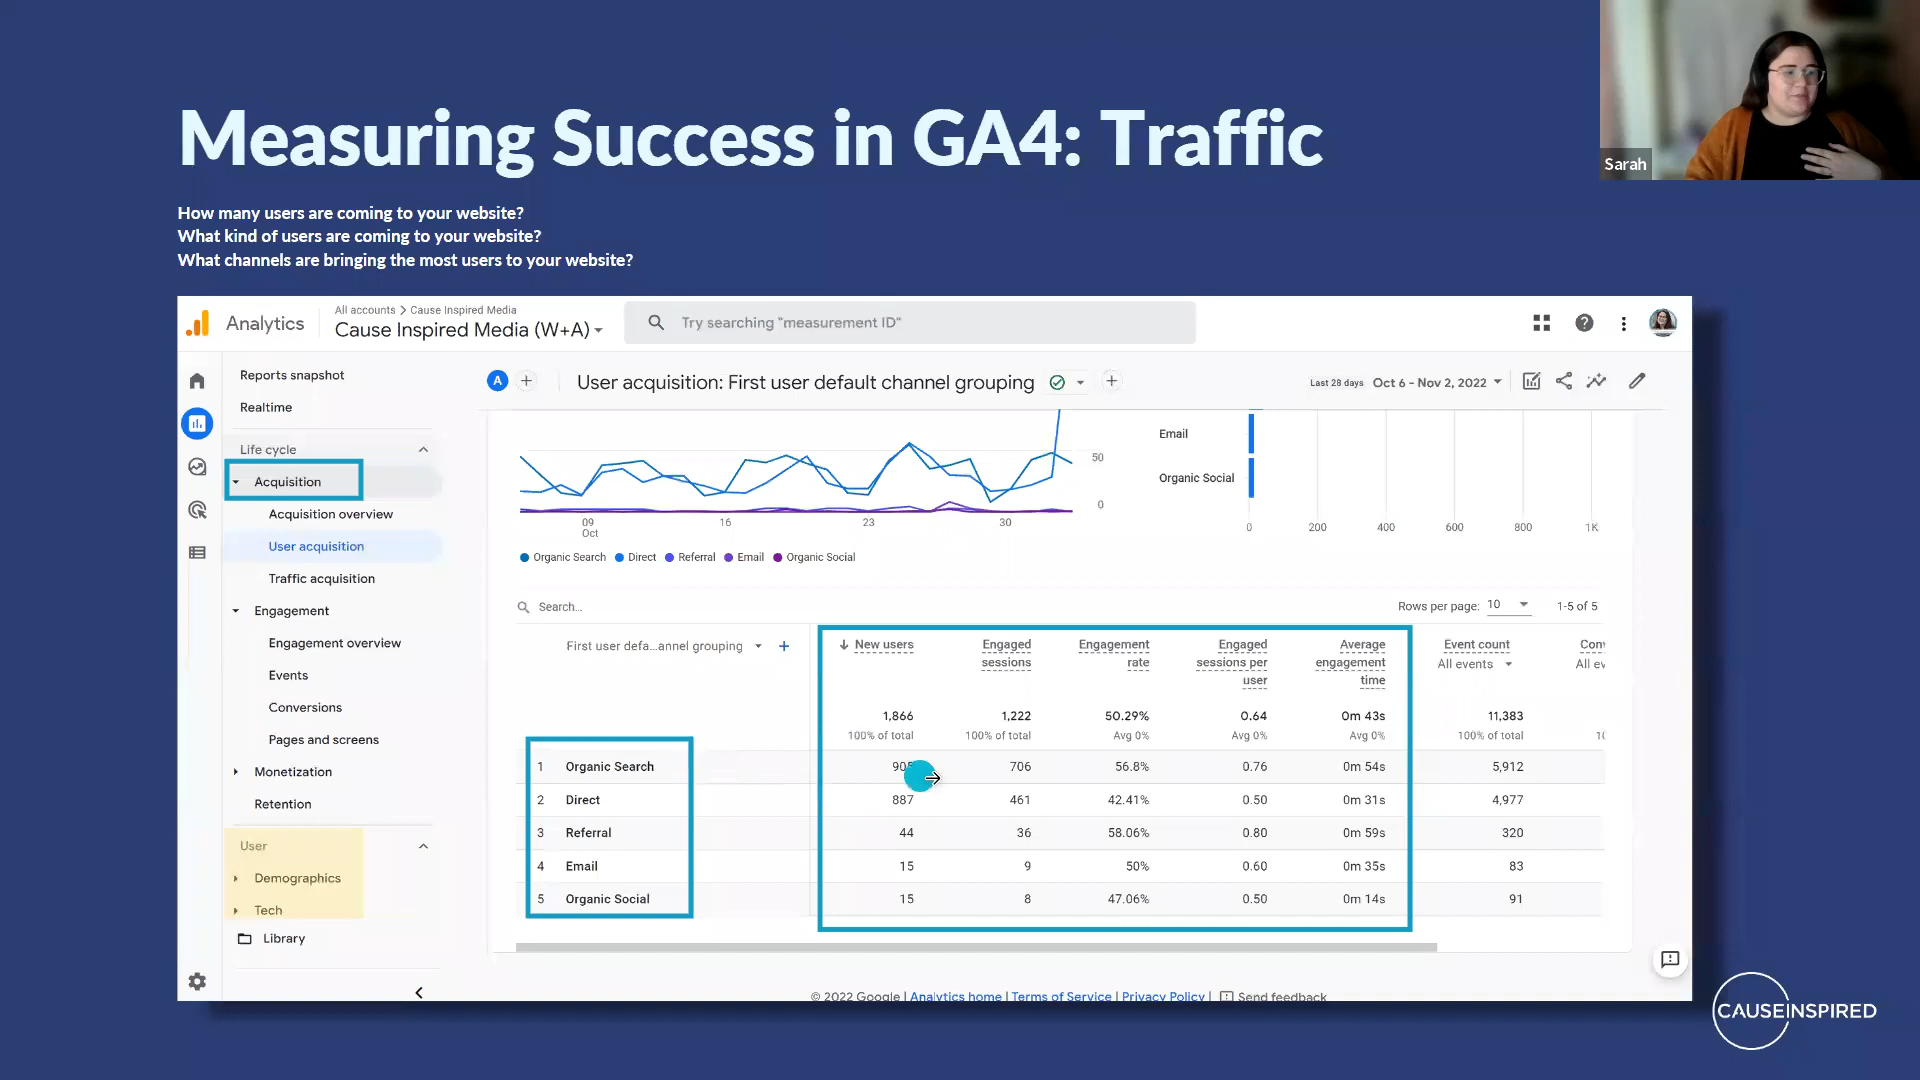 Measuring Success in GA4: Traffic
Sarah
How many users are coming to your website?
What kind of users are coming to your website?
What channels are bringing the most users to your website?
Analytics
All accounts > Cause Inspired Media
Cause Inspired Media (W+A)
Try searching "measurement ID"
Reports snapshot
Realtime
Life cycle
Acquisition
Acquisition overview
User acquisition
Traffic acquisition
Engagement
Engagement overview
Events
Conversions
Pages and screens
Monetization
Retention
User
Demographics
Tech
Library
A
User acquisition: First user default channel grouping
Last 28 days Oct 6 - Nov 2, 2022
50
0
09
Oct
16
23
30
Organic Search Direct Referral Email Organic Social
Email
Organic Social
0 200 400 600 800 1K
Search...
Rows per page: 10 1-5 of 5
First user defa...annel grouping
New users
Engaged
sessions
Engagement
rate
Engaged
sessions per
user
Average
engagement
time
Event count
All events
1,866 1,222 50.29% 0.64 0m 43s 11,383
100% of total 100% of total Avg 0% Avg 0% Avg 0% 100% of total
1 Organic Search 706 56.8% 0.76 0m 54s 5,912
2 Direct 887 461 42.41% 0.50 0m 31s 4,977
3 Referral 44 36 58.06% 0.80 0m 59s 320
4 Email 15 9 50% 0.60 0m 35s 83
5 Organic Social 15 8 47.06% 0.50 0m 14s 91
© 2022 Google | Analytics home | Terms of Service | Privacy Policy | Send feedback
CAUSEINSPIRED